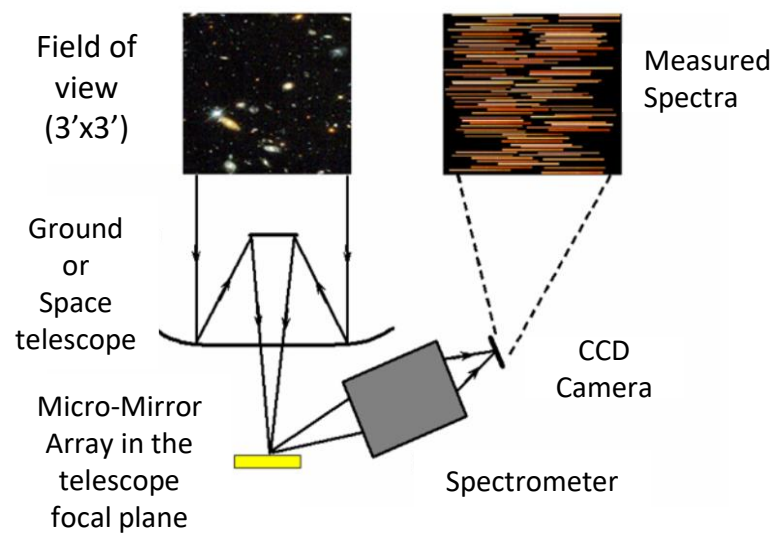 Field of
view
(3'x3')
Measured
Spectra
Ground
or
Space
telescope
CCD
Camera
Micro-Mirror
Array in the
telescope
focal plane
Spectrometer